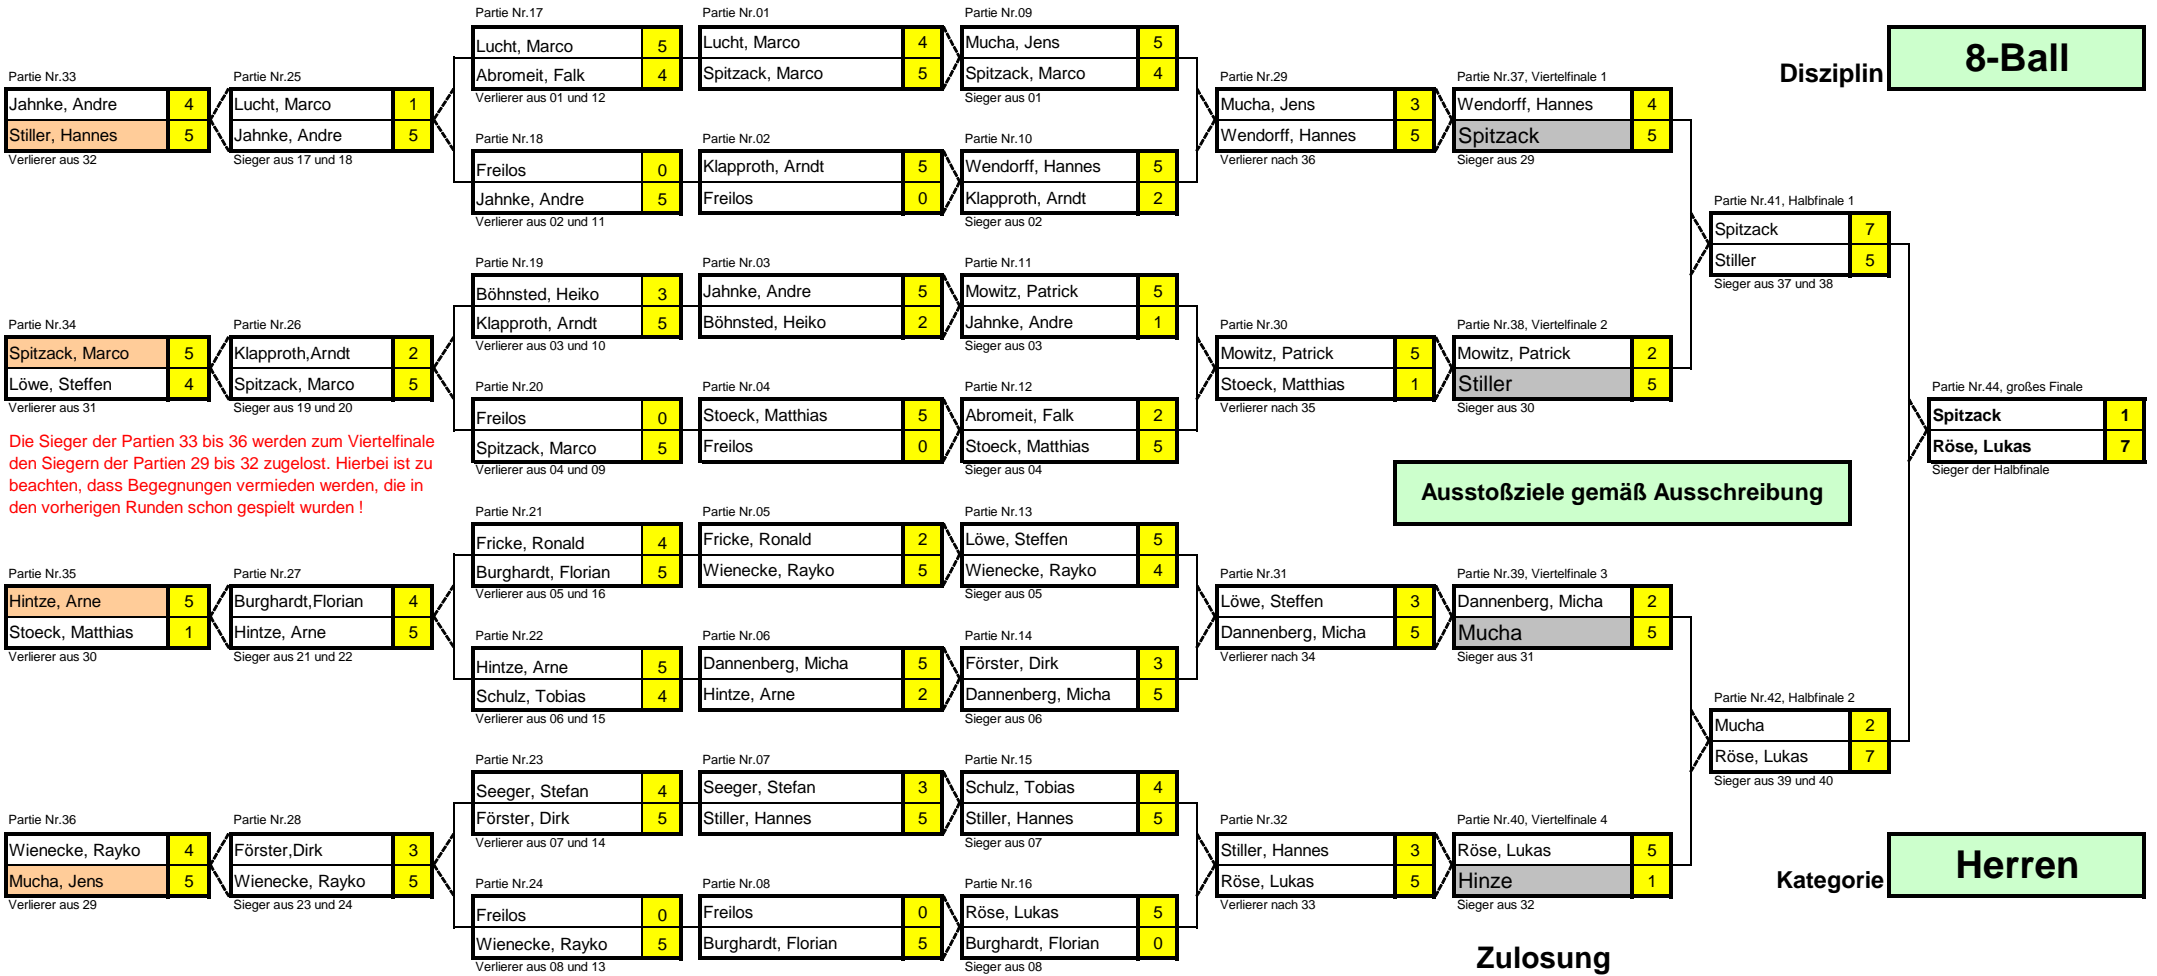 Disziplin
8-Ball
Partie Nr.33
Jahnke, Andre 4
Stiller, Hannes 5
Verlierer aus 32
Partie Nr.34
Spitzack, Marco 5
Löwe, Steffen 4
Verlierer aus 31
Die Sieger der Partien 33 bis 36 werden zum Viertelfinale
den Siegern der Partien 29 bis 32 zugelost. Hierbei ist zu
beachten, dass Begegnungen vermieden werden, die in
den vorherigen Runden schon gespielt wurden !
Partie Nr.35
Hintze, Arne 5
Stoeck, Matthias 1
Verlierer aus 30
Partie Nr.36
Wienecke, Rayko 4
Mucha, Jens 5
Verlierer aus 29
Partie Nr.25
Lucht, Marco 1
Jahnke, Andre 5
Sieger aus 17 und 18
Partie Nr.26
Klapproth,Arndt 2
Spitzack, Marco 5
Sieger aus 19 und 20
Partie Nr.27
Burghardt,Florian 4
Hintze, Arne 5
Sieger aus 21 und 22
Partie Nr.28
Förster,Dirk 3
Wienecke, Rayko 5
Sieger aus 23 und 24
Partie Nr.17
Lucht, Marco 5
Abromeit, Falk 4
Verlierer aus 01 und 12
Partie Nr.18
Freilos 0
Jahnke, Andre 5
Verlierer aus 02 und 11
Partie Nr.19
Böhnsted, Heiko 3
Klapproth, Arndt 5
Verlierer aus 03 und 10
Partie Nr.20
Freilos 0
Spitzack, Marco 5
Verlierer aus 04 und 09
Partie Nr.21
Fricke, Ronald 4
Burghardt, Florian 5
Verlierer aus 05 und 16
Partie Nr.22
Hintze, Arne 5
Schulz, Tobias 4
Verlierer aus 06 und 15
Partie Nr.23
Seeger, Stefan 4
Förster, Dirk 5
Verlierer aus 07 und 14
Partie Nr.24
Freilos 0
Wienecke, Rayko 5
Verlierer aus 08 und 13
Partie Nr.01
Lucht, Marco 4
Spitzack, Marco 5
Partie Nr.02
Klapproth, Arndt 5
Freilos 0
Partie Nr.03
Jahnke, Andre 5
Böhnsted, Heiko 2
Partie Nr.04
Stoeck, Matthias 5
Freilos 0
Partie Nr.05
Fricke, Ronald 2
Wienecke, Rayko 5
Partie Nr.06
Dannenberg, Micha 5
Hintze, Arne 2
Partie Nr.07
Seeger, Stefan 3
Stiller, Hannes 5
Partie Nr.08
Freilos 0
Burghardt, Florian 5
Partie Nr.09
Mucha, Jens 5
Spitzack, Marco 4
Sieger aus 01
Partie Nr.10
Wendorff, Hannes 5
Klapproth, Arndt 2
Sieger aus 02
Partie Nr.11
Mowitz, Patrick 5
Jahnke, Andre 1
Sieger aus 03
Partie Nr.12
Abromeit, Falk 2
Stoeck, Matthias 5
Sieger aus 04
Partie Nr.13
Löwe, Steffen 5
Wienecke, Rayko 4
Sieger aus 05
Partie Nr.14
Förster, Dirk 3
Dannenberg, Micha 5
Sieger aus 06
Partie Nr.15
Schulz, Tobias 4
Stiller, Hannes 5
Sieger aus 07
Partie Nr.16
Röse, Lukas 5
Burghardt, Florian 0
Sieger aus 08
Partie Nr.29
Mucha, Jens 3
Wendorff, Hannes 5
Verlierer nach 36
Partie Nr.30
Mowitz, Patrick 5
Stoeck, Matthias 1
Verlierer nach 35
Partie Nr.31
Löwe, Steffen 3
Dannenberg, Micha 5
Verlierer nach 34
Partie Nr.32
Stiller, Hannes 3
Röse, Lukas 5
Verlierer nach 33
Partie Nr.37, Viertelfinale 1
Wendorff, Hannes 4
Spitzack 5
Sieger aus 29
Partie Nr.38, Viertelfinale 2
Mowitz, Patrick 2
Stiller 5
Sieger aus 30
Ausstoßziele gemäß Ausschreibung
Partie Nr.39, Viertelfinale 3
Dannenberg, Micha 2
Mucha 5
Sieger aus 31
Partie Nr.40, Viertelfinale 4
Röse, Lukas 5
Hinze 1
Sieger aus 32
Zulosung
Partie Nr.41, Halbfinale 1
Spitzack 7
Stiller 5
Sieger aus 37 und 38
Partie Nr.42, Halbfinale 2
Mucha 2
Röse, Lukas 7
Sieger aus 39 und 40
Partie Nr.44, großes Finale
Spitzack 1
Röse, Lukas 7
Sieger der Halbfinale
Kategorie
Herren